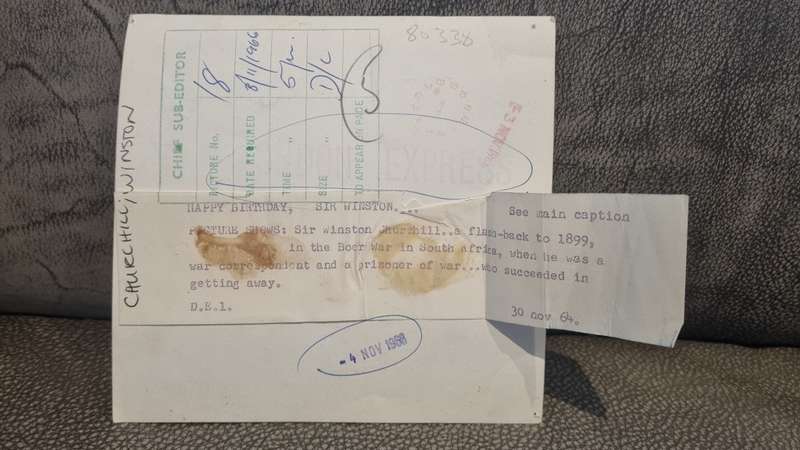 80338
CHIEF SUB-EDITOR
PICTURE No. 18
DATE REQUIRED 8/11/1966
TIME " 5/-
SIZE " D/C
TO APPEAR ON PAGE
EXPRESS
CHURCHILL, WINSTON
HAPPY BIRTHDAY, SIR WINSTON....
PICTURE SHOWS: Sir Winston Churchill..a flash-back to 1899,
in the Boer War in South Africa, when he was a
war correspondent and a prisoner of war...who succeeded in
getting away.
D.E.1.
See main caption
30 nov 64.
-4 NOV 1966